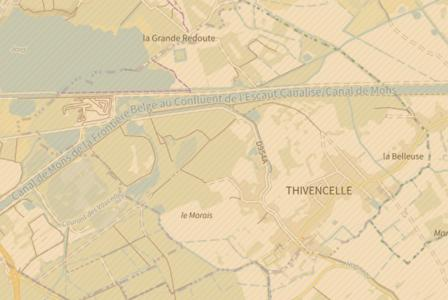 la Grande Redoute
Canal de Mons de la Frontière Belge au Confluent de l'Escaut Canalisé/Canal de Mons
D954A
la Belleuse
THIVENCELLE
le Marais